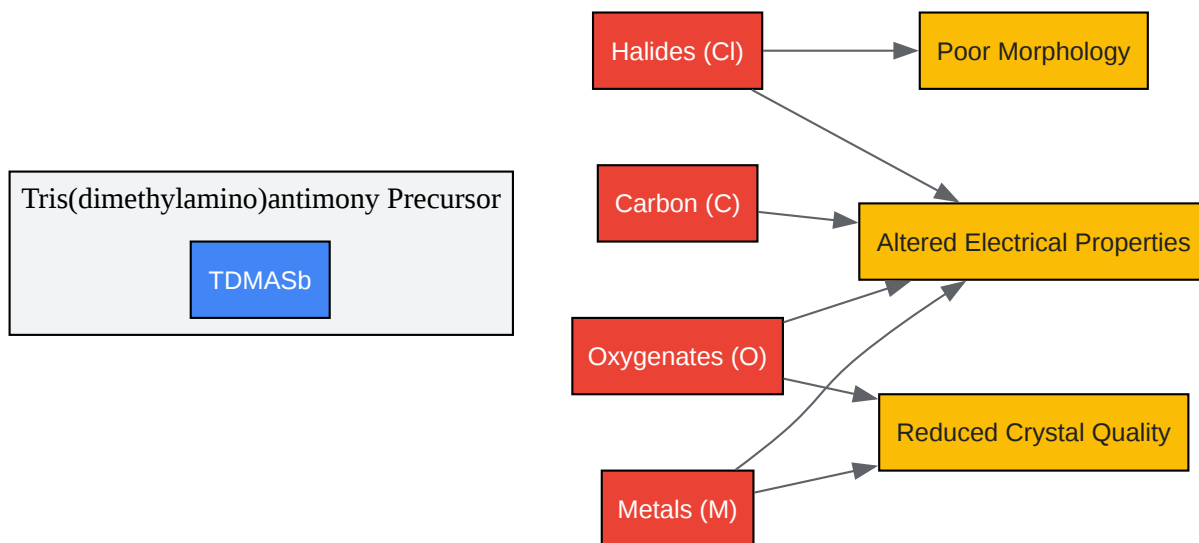 Tris(dimethylamino)antimony Precursor
TDMASb
Halides (Cl)
Carbon (C)
Oxygenates (O)
Metals (M)
Poor Morphology
Altered Electrical Properties
Reduced Crystal Quality